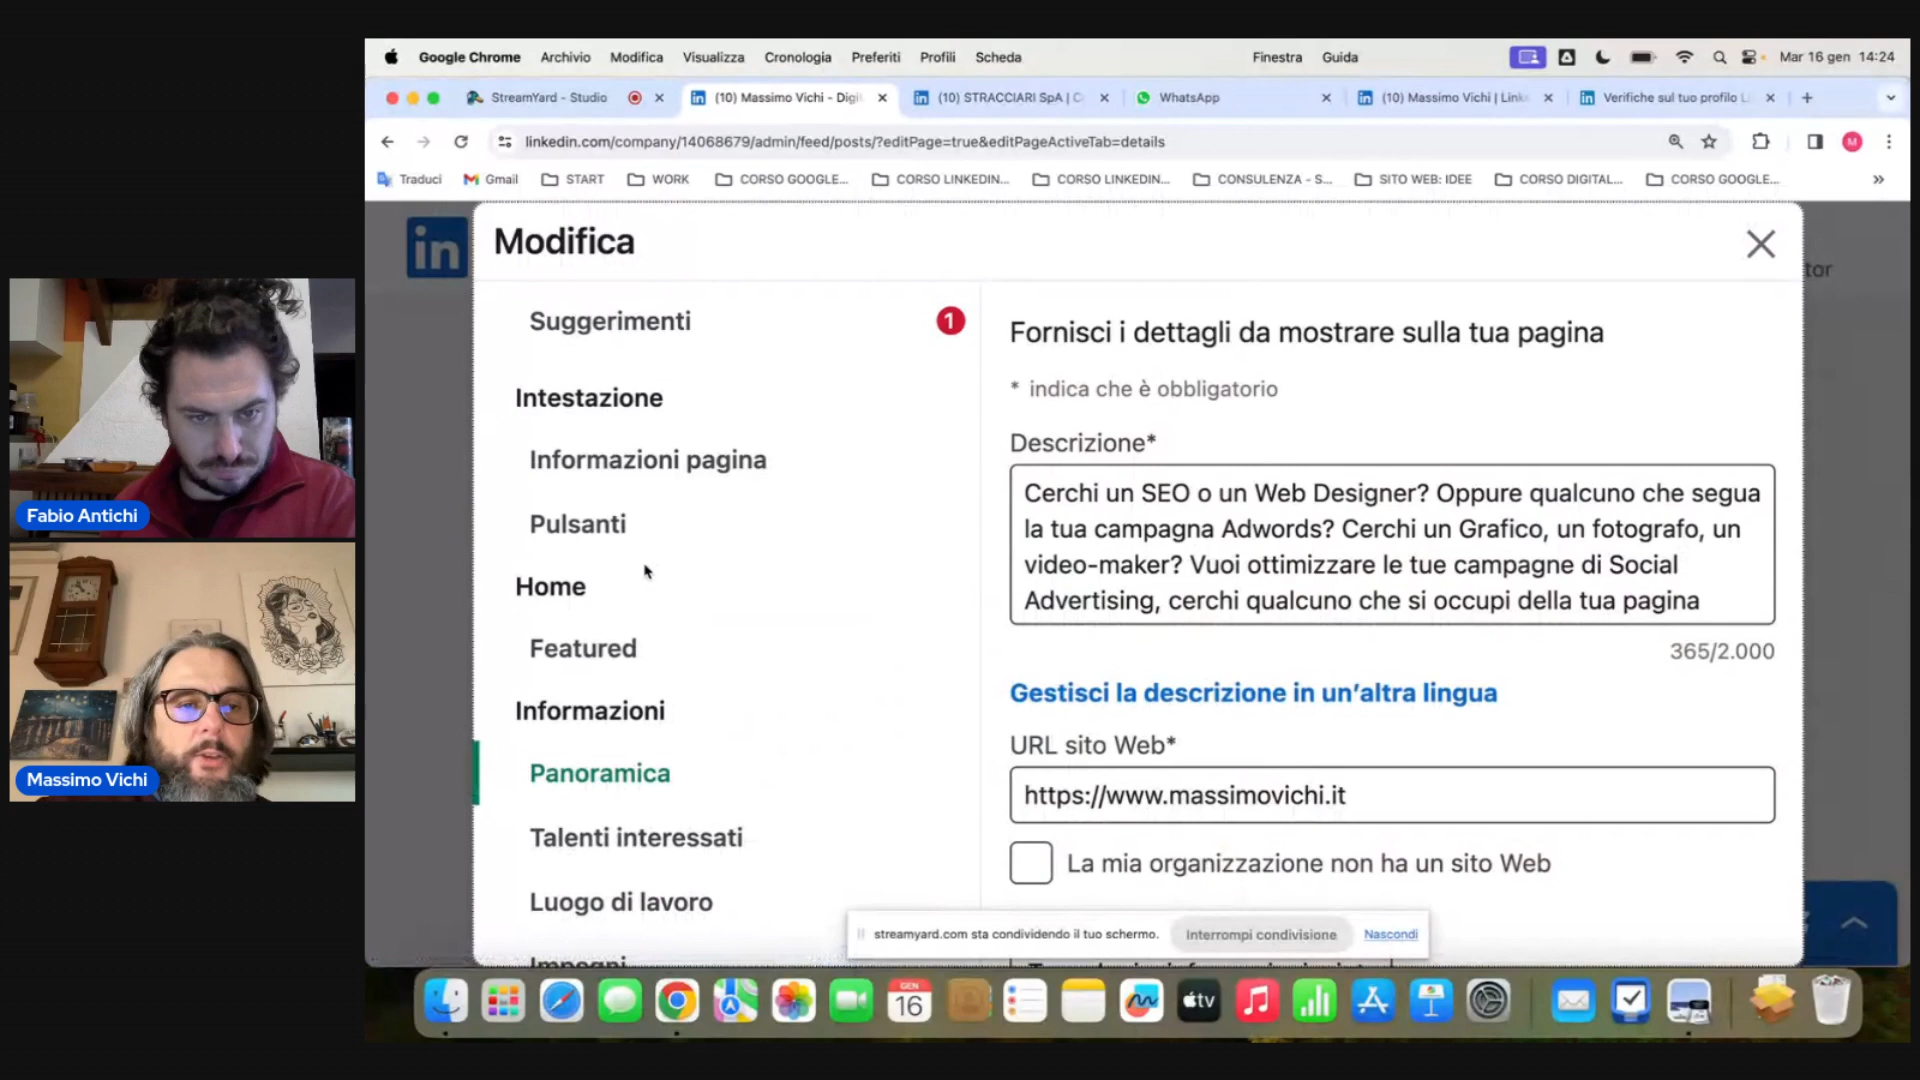 Google Chrome Archivio Modifica Visualizza Cronologia Preferiti Profili Scheda Finestra Guida Mar 16 gen 14:24
StreamYard - Studio
(10) Massimo Vichi - Digi
(10) STRACCIARI SpA | C
WhatsApp
(10) Massimo Vichi | Link
Verifiche sul tuo profilo L
linkedin.com/company/14068679/admin/feed/posts/?editPage=true&editPageActiveTab=details
M
Traduci Gmail START WORK CORSO GOOGLE... CORSO LINKEDIN... CORSO LINKEDIN... CONSULENZA - S... SITO WEB: IDEE CORSO DIGITAL... CORSO GOOGLE...
in
tor
Modifica
Suggerimenti
1
Intestazione
Informazioni pagina
Pulsanti
Home
Featured
Informazioni
Panoramica
Talenti interessati
Luogo di lavoro
Impegni
Fornisci i dettagli da mostrare sulla tua pagina
* indica che è obbligatorio
Descrizione*
Cerchi un SEO o un Web Designer? Oppure qualcuno che segua
la tua campagna Adwords? Cerchi un Grafico, un fotografo, un
video-maker? Vuoi ottimizzare le tue campagne di Social
Advertising, cerchi qualcuno che si occupi della tua pagina
365/2.000
Gestisci la descrizione in un'altra lingua
URL sito Web*
https://www.massimovichi.it
La mia organizzazione non ha un sito Web
streamyard.com sta condividendo il tuo schermo.
Interrompi condivisione
Nascondi
Fabio Antichi
Massimo Vichi
GEN
16
tv